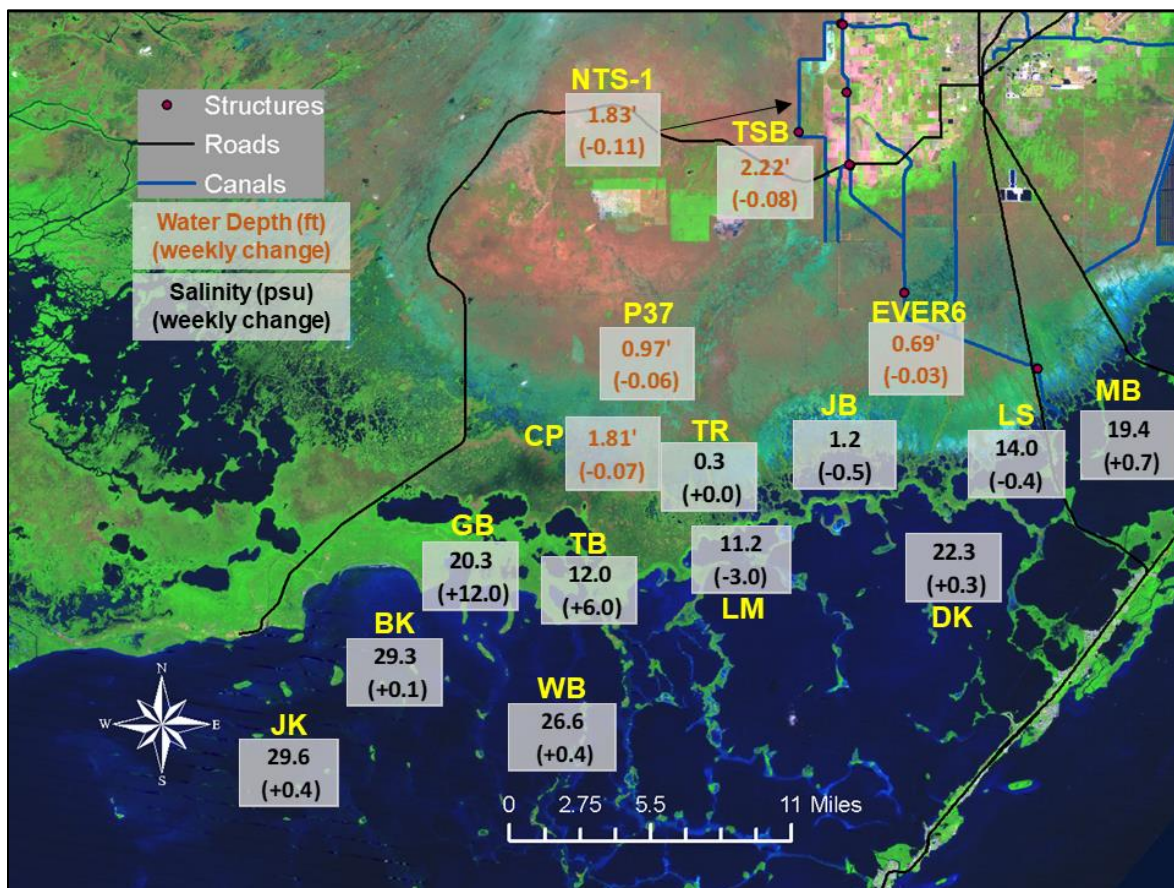 NTS-1
1.83'
(-0.11)
TSB
2.22'
(-0.08)
Structures
Roads
Canals
Water Depth (ft)
(weekly change)
Salinity (psu)
(weekly change)
P37
0.97'
(-0.06)
EVER6
0.69'
(-0.03)
MB
19.4
(+0.7)
CP
1.81'
(-0.07)
TR
0.3
(+0.0)
JB
1.2
(-0.5)
LS
14.0
(-0.4)
GB
20.3
(+12.0)
TB
12.0
(+6.0)
11.2
(-3.0)
LM
22.3
(+0.3)
DK
BK
29.3
(+0.1)
WB
26.6
(+0.4)
JK
29.6
(+0.4)
N
W E
S
0 2.75 5.5 11 Miles